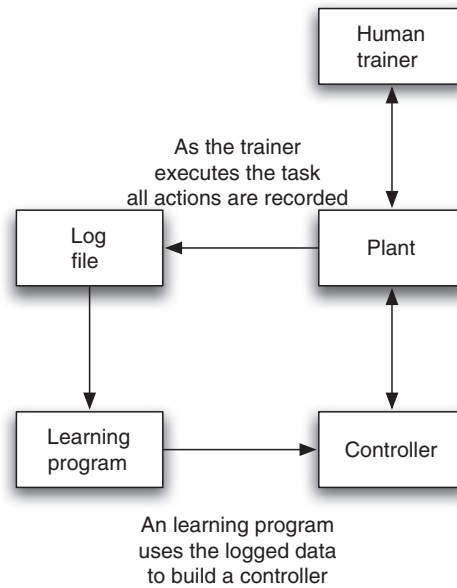 Human
trainer
As the trainer
executes the task
all actions are recorded
Log
file
Plant
Learning
program
Controller
An learning program
uses the logged data
to build a controller